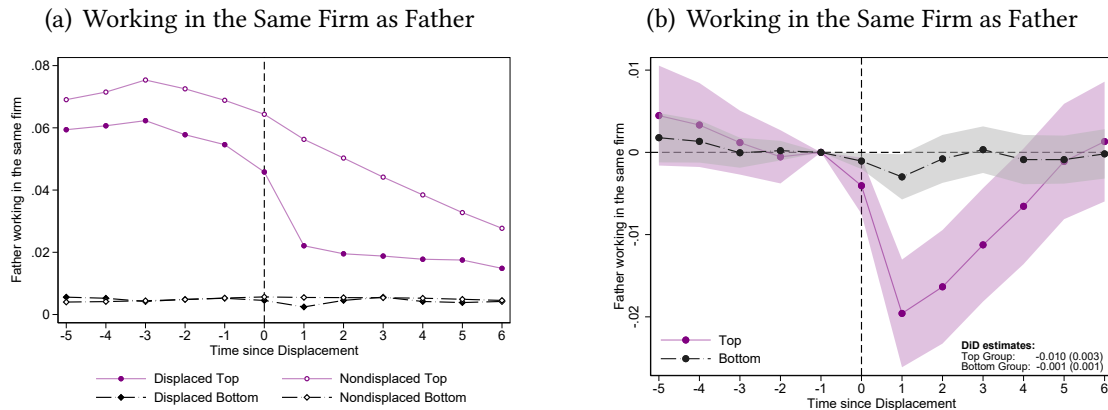 (a) Working in the Same Firm as Father
Father working in the same firm
.08
.06
.04
.02
0
-5 -4 -3 -2 -1 0 1 2 3 4 5 6
Time since Displacement
Displaced Top Nondisplaced Top
Displaced Bottom Nondisplaced Bottom
(b) Working in the Same Firm as Father
Father working in the same firm
.01
0
-.01
-.02
Top
Bottom
DiD estimates:
Top Group: -0.010 (0.003)
Bottom Group: -0.001 (0.001)
-5 -4 -3 -2 -1 0 1 2 3 4 5 6
Time since Displacement